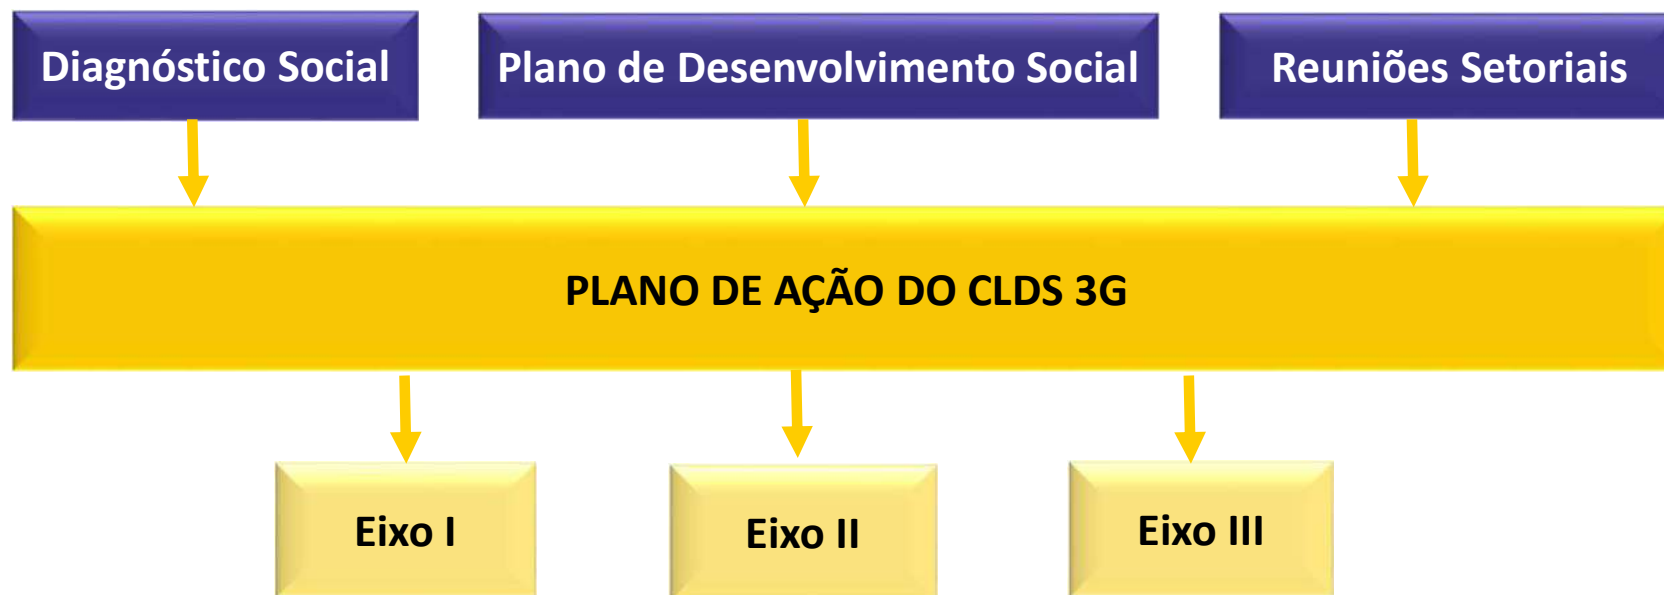 Diagnóstico Social
Plano de Desenvolvimento Social
Reuniões Setoriais
PLANO DE AÇÃO DO CLDS 3G
Eixo I
Eixo II
Eixo III